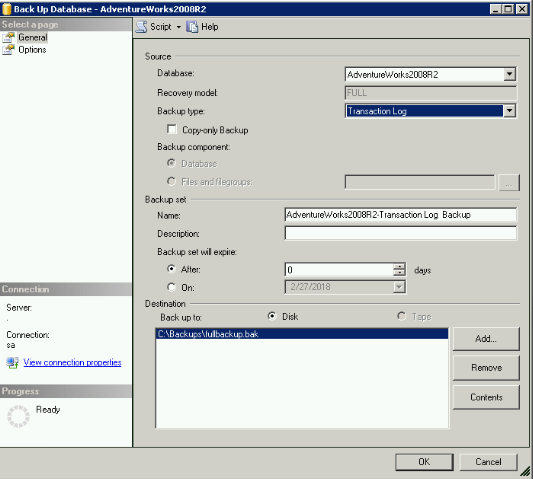 Back Up Database - AdventureWorks2008R2
Select a page
General
Options
Script
Help
Source
Database:
AdventureWorks2008R2
Recovery model:
FULL
Backup type:
Transaction Log
Copy-only Backup
Backup component:
Database
Files and filegroups:
...
Backup set
Name:
AdventureWorks2008R2-Transaction Log Backup
Description:
Backup set will expire:
After:
0
days
On:
2/27/2018
Destination
Back up to:
Disk
Tape
C:\Backups\fullbackup.bak
Add...
Remove
Contents
Connection
Server:
.
Connection:
sa
View connection properties
Progress
Ready
OK
Cancel